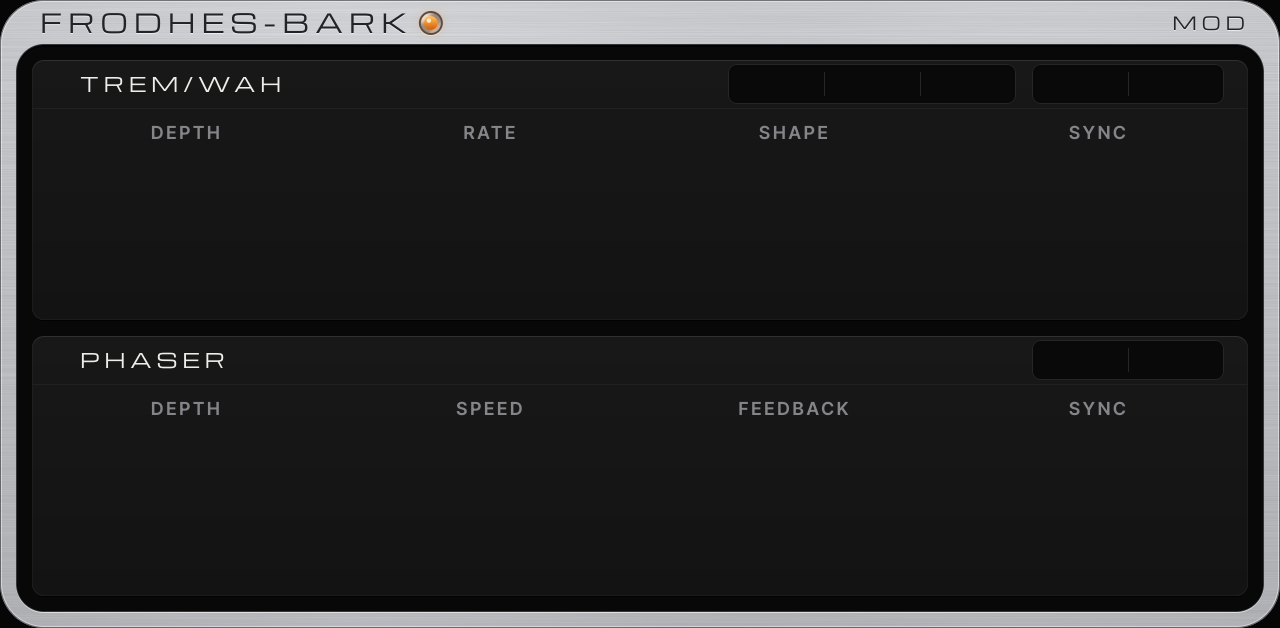 FRODHES-BARK MOD
TREM/WAH
DEPTH RATE SHAPE SYNC
PHASER
DEPTH SPEED FEEDBACK SYNC